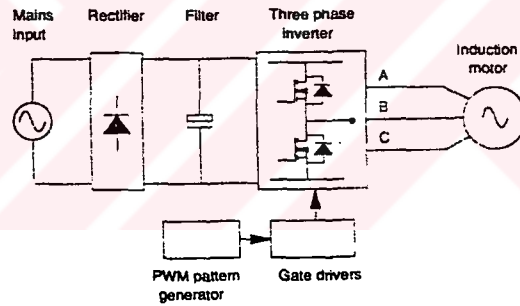 Mains
input
Rectifier
Filter
Three phase
inverter
Induction
motor
A
B
C
PWM pattern
generator
Gate drivers